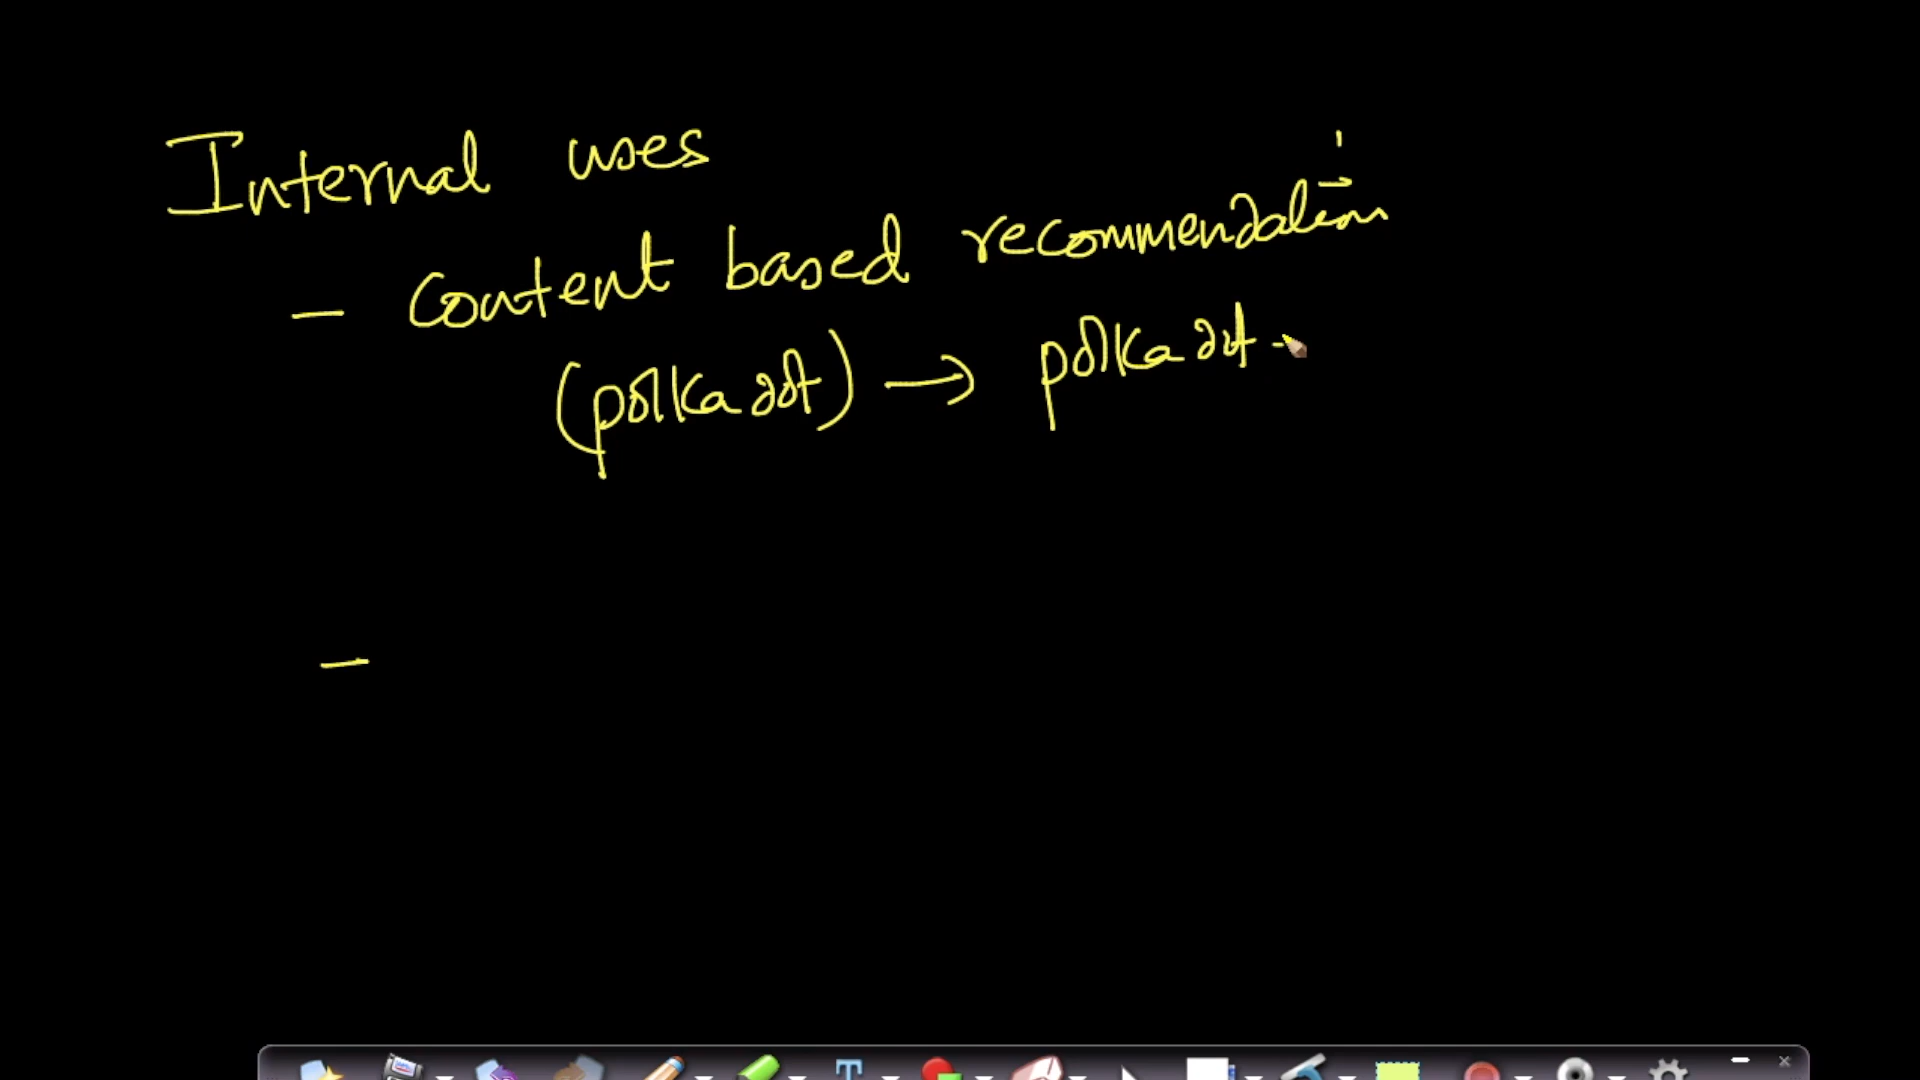 Internal uses
- Content based recommendation
(polka dot) → polka dot -
-
T